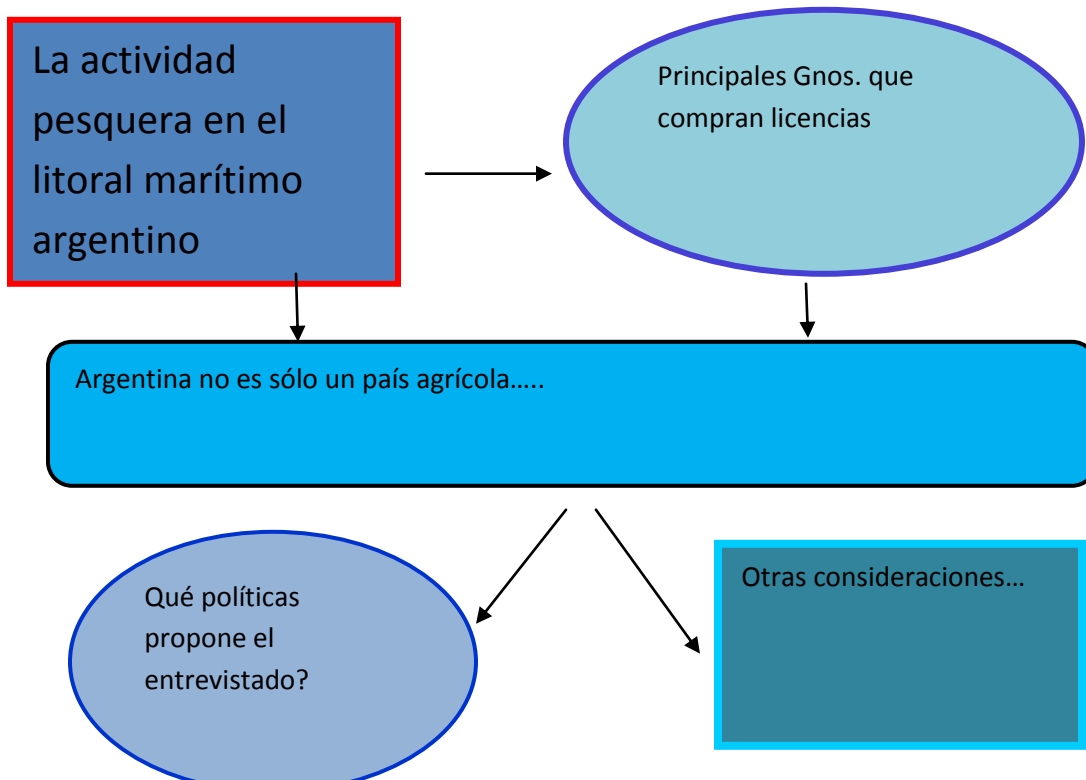 La actividad
pesquera en el
litoral marítimo
argentino
Principales Gnos. que
compran licencias
Argentina no es sólo un país agrícola…..
Qué políticas
propone el
entrevistado?
Otras consideraciones…